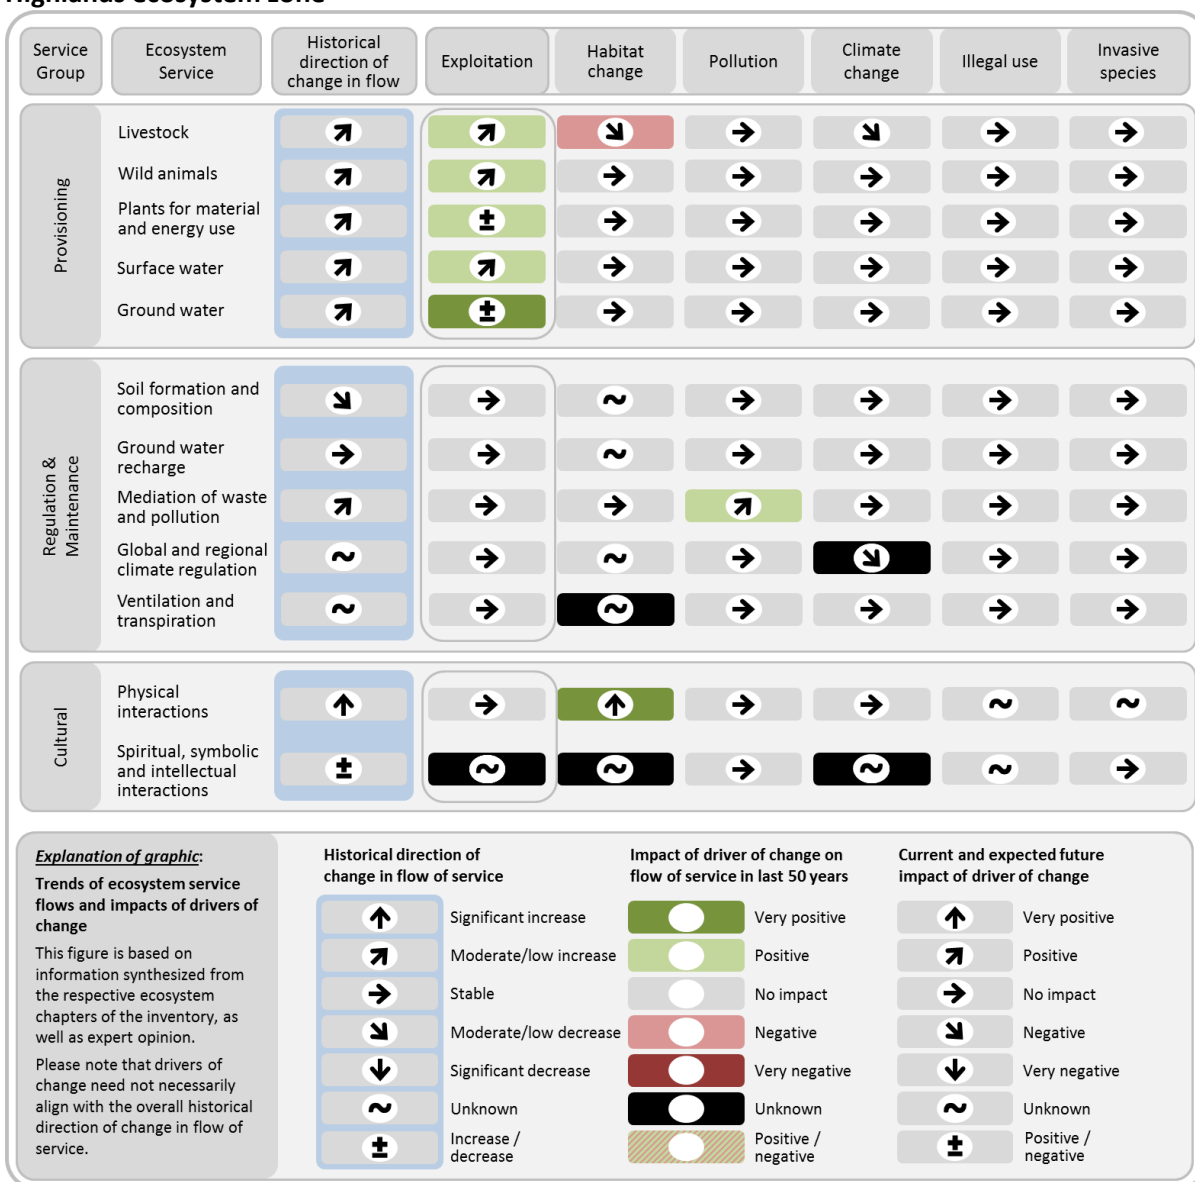 Highlands ecosystem zone
Service
Group
Ecosystem
Service
Historical
direction of
change in flow
Exploitation
Habitat
change
Pollution
Climate
change
Illegal use
Invasive
species
Provisioning
Livestock
Wild animals
Plants for material
and energy use
Surface water
Ground water
Regulation &
Maintenance
Soil formation and
composition
Ground water
recharge
Mediation of waste
and pollution
Global and regional
climate regulation
Ventilation and
transpiration
Cultural
Physical
interactions
Spiritual, symbolic
and intellectual
interactions
Explanation of graphic:
Trends of ecosystem service
flows and impacts of drivers of
change
This figure is based on
information synthesized from
the respective ecosystem
chapters of the inventory, as
well as expert opinion.
Please note that drivers of
change need not necessarily
align with the overall historical
direction of change in flow of
service.
Historical direction of
change in flow of service
Significant increase
Moderate/low increase
Stable
Moderate/low decrease
Significant decrease
Unknown
Increase /
decrease
Impact of driver of change on
flow of service in last 50 years
Very positive
Positive
No impact
Negative
Very negative
Unknown
Positive /
negative
Current and expected future
impact of driver of change
Very positive
Positive
No impact
Negative
Very negative
Unknown
Positive /
negative